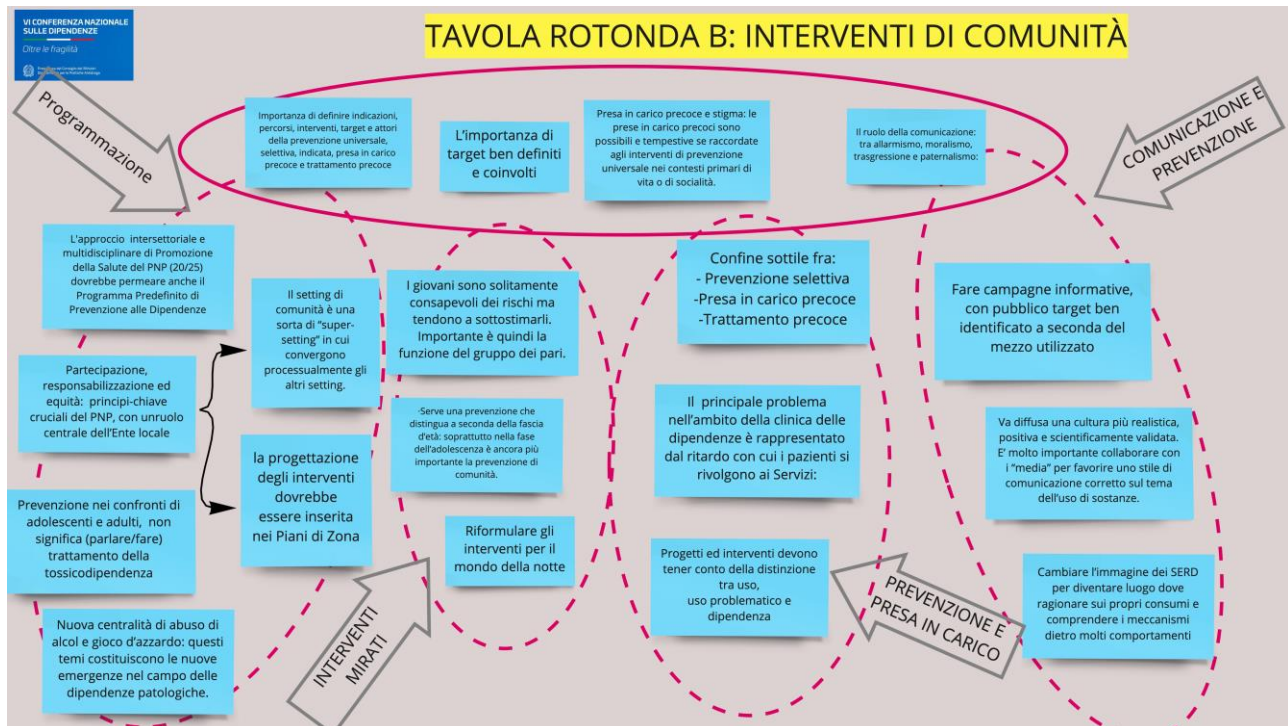 VI CONFERENZA NAZIONALE
SULLE DIPENDENZE
Oltre le fragilità
TAVOLA ROTONDA B: INTERVENTI DI COMUNITÀ
Programmazione
COMUNICAZIONE E
PREVENZIONE
Importanza di definire indicazioni,
percorsi, interventi, target e attori
della prevenzione universale,
selettiva, indicata, presa in carico
precoce e trattamento precoce
L'importanza di
target ben definiti
e coinvolti
Presa in carico precoce e stigma: le
prese in carico precoci sono
possibili e tempestive se raccordate
agli interventi di prevenzione
universale nei contesti primari di
vita o di socialità.
Il ruolo della comunicazione:
tra allarmismo, moralismo,
trasgressione e paternalismo:
L'approccio intersettoriale e
multidisciplinare di Promozione
della Salute del PNP (20/25)
dovrebbe permeare anche il
Programma Predefinito di
Prevenzione alle Dipendenze
Partecipazione,
responsabilizzazione ed
equità: principi-chiave
cruciali del PNP, con unruolo
centrale dell'Ente locale
Prevenzione nei confronti di
adolescenti e adulti, non
significa (parlare/fare)
trattamento della
tossicodipendenza
Nuova centralità di abuso di
alcol e gioco d'azzardo: questi
temi costituiscono le nuove
emergenze nel campo delle
dipendenze patologiche.
Il setting di
comunità è una
sorta di "super-
setting" in cui
convergono
processualmente gli
altri setting.
la progettazione
degli interventi
dovrebbe
essere inserita
nei Piani di Zona
I giovani sono solitamente
consapevoli dei rischi ma
tendono a sottostimarli.
Importante è quindi la
funzione del gruppo dei pari.
-Serve una prevenzione che
distingua a seconda della fascia
d'età: soprattutto nella fase
dell'adolescenza è ancora più
importante la prevenzione di
comunità.
Riformulare gli
interventi per il
mondo della notte
INTERVENTI
MIRATI
Confine sottile fra:
- Prevenzione selettiva
-Presa in carico precoce
-Trattamento precoce
Il principale problema
nell'ambito della clinica delle
dipendenze è rappresentato
dal ritardo con cui i pazienti si
rivolgono ai Servizi:
Progetti ed interventi devono
tener conto della distinzione
tra uso,
uso problematico e
dipendenza
PREVENZIONE E
PRESA IN CARICO
Fare campagne informative,
con pubblico target ben
identificato a seconda del
mezzo utilizzato
Va diffusa una cultura più realistica,
positiva e scientificamente validata.
E' molto importante collaborare con
i "media" per favorire uno stile di
comunicazione corretto sul tema
dell'uso di sostanze.
Cambiare l'immagine dei SERD
per diventare luogo dove
ragionare sui propri consumi e
comprendere i meccanismi
dietro molti comportamenti